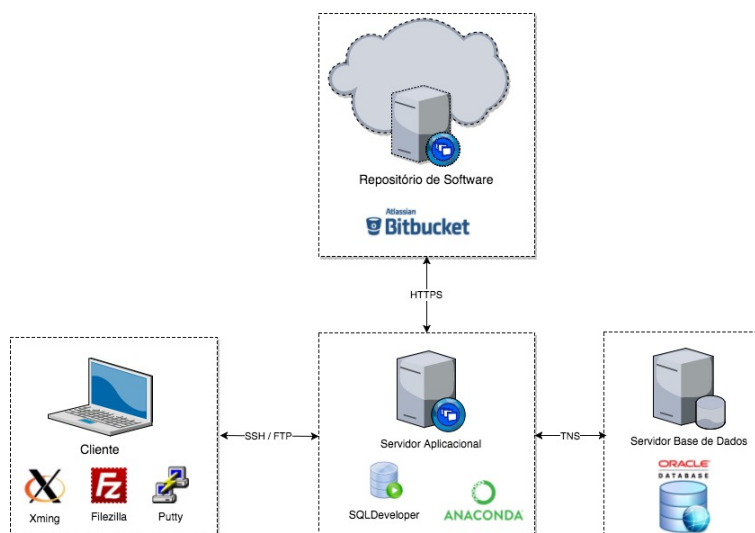 Repositório de Software
Atlassian
Bitbucket
HTTPS
Cliente
Xming
Filezilla
Putty
SSH / FTP
Servidor Aplicacional
SQLDeveloper
ANACONDA
TNS
Servidor Base de Dados
ORACLE
DATABASE